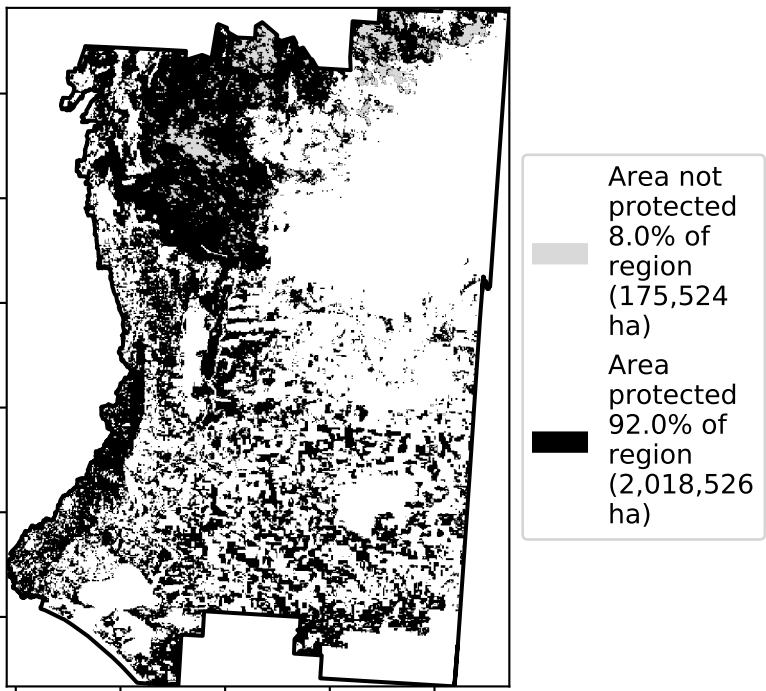 Area not
protected
8.0% of
region
(175,524
ha)
Area
protected
92.0% of
region
(2,018,526
ha)